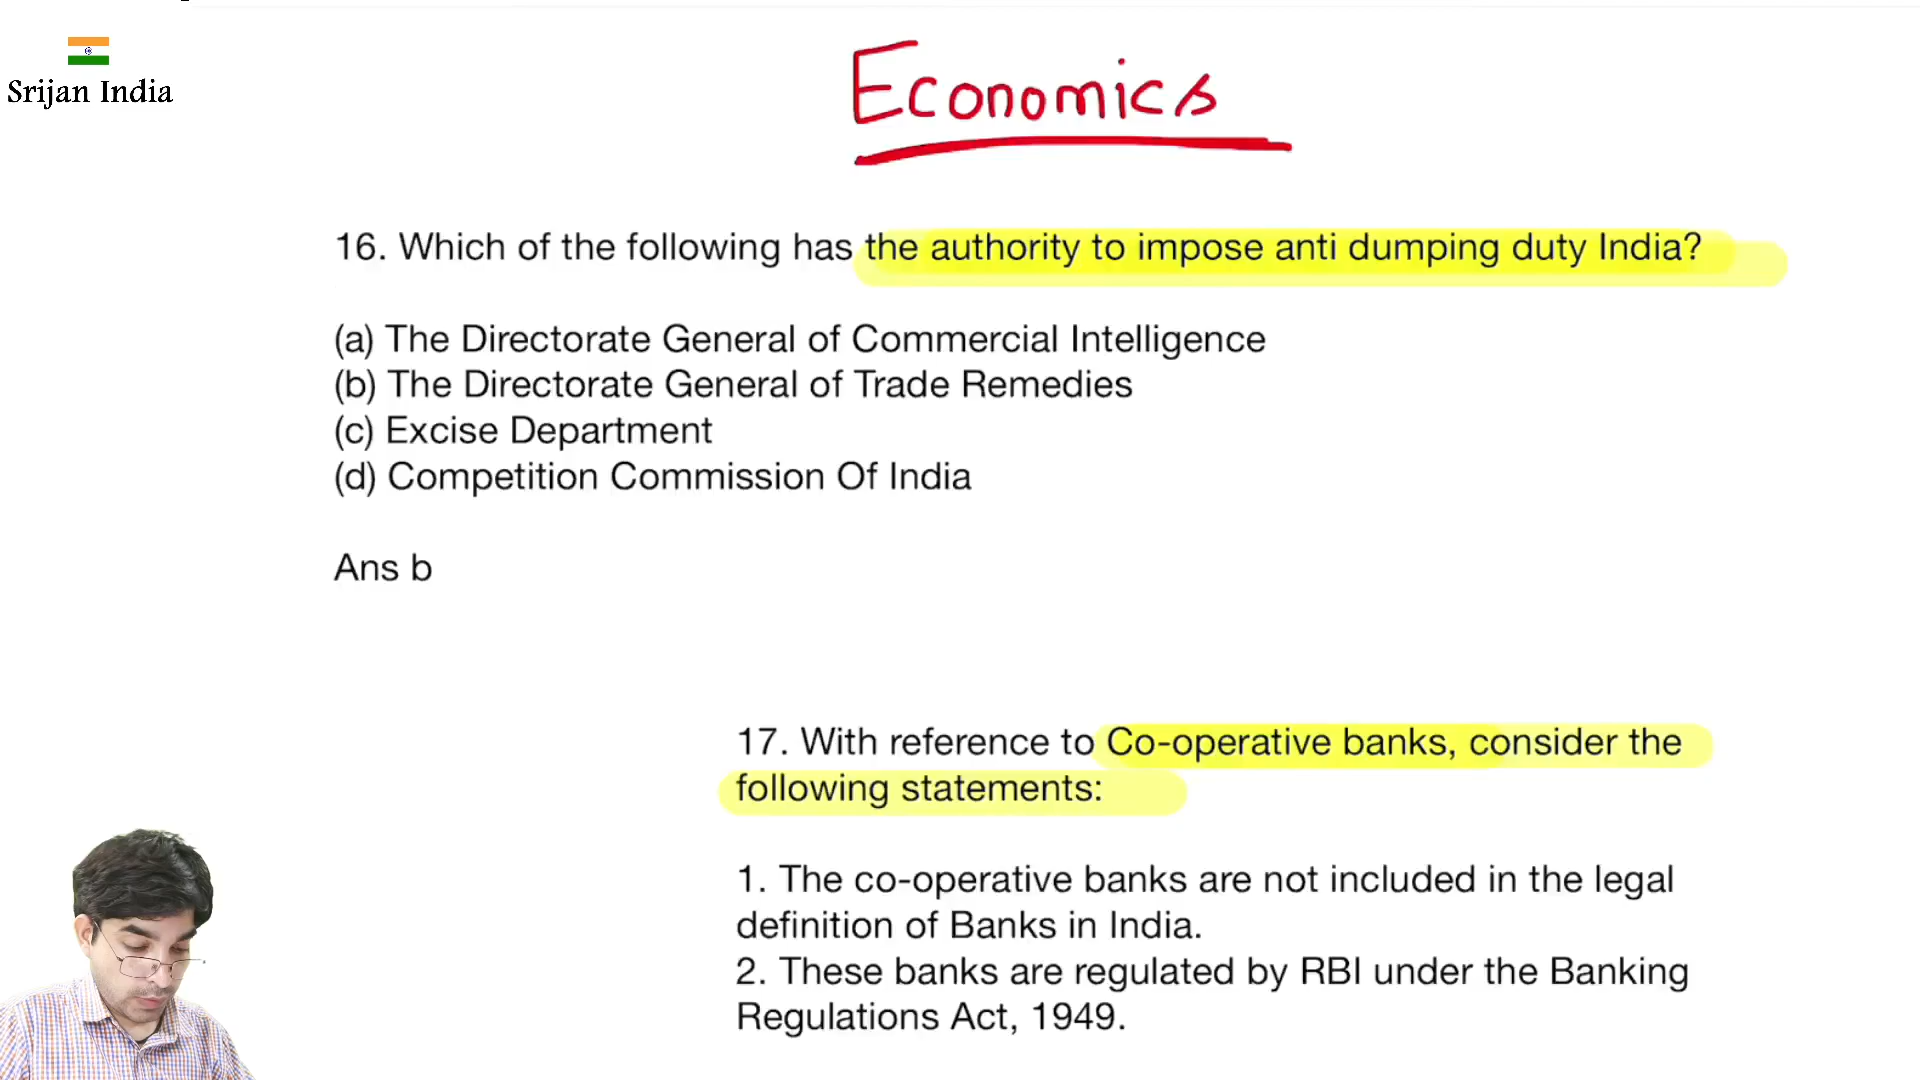 Srijan India
Economics
16. Which of the following has the authority to impose anti dumping duty India?
(a) The Directorate General of Commercial Intelligence
(b) The Directorate General of Trade Remedies
(c) Excise Department
(d) Competition Commission Of India
Ans b
17. With reference to Co-operative banks, consider the
following statements:
1. The co-operative banks are not included in the legal
definition of Banks in India.
2. These banks are regulated by RBI under the Banking
Regulations Act, 1949.